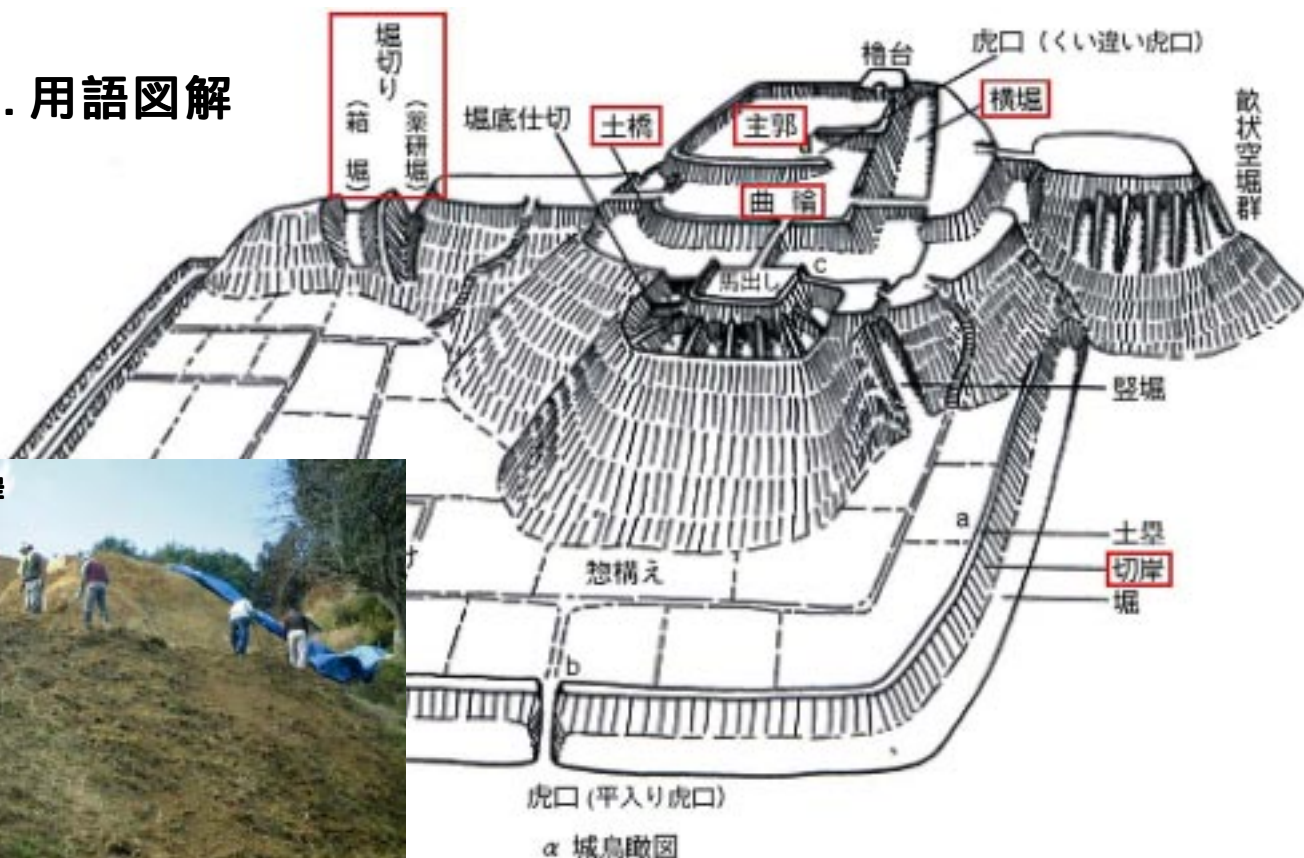 . 用語図解
堀切り
(箱 堀)
(薬研堀)
堀底仕切
土橋
主郭
櫓台
虎口(くい違い虎口)
横堀
畝状空堀群
曲輪
馬出し
c
竪堀
a
土塁
切岸
堀
惣構え
b
虎口(平入り虎口)
α 城鳥瞰図